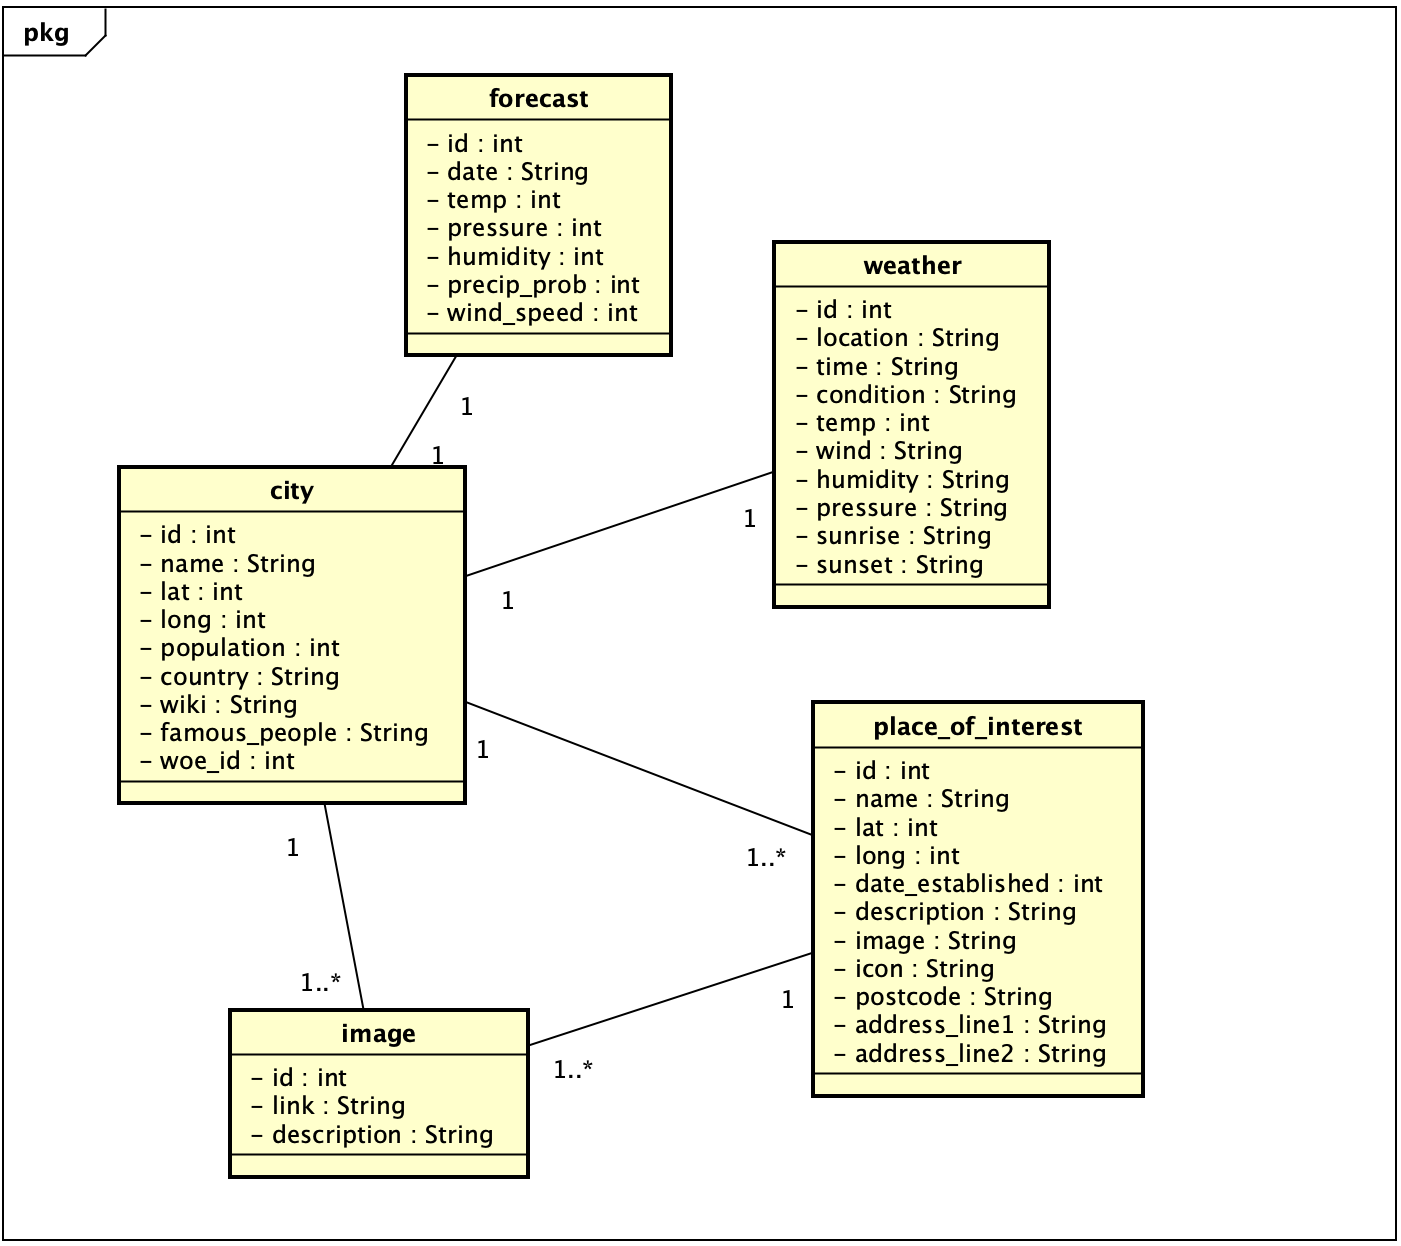 pkg
forecast
- id : int
- date : String
- temp : int
- pressure : int
- humidity : int
- precip_prob : int
- wind_speed : int
weather
- id : int
- location : String
- time : String
- condition : String
- temp : int
- wind : String
- humidity : String
- pressure : String
- sunrise : String
- sunset : String
1
1
city
- id : int
- name : String
- lat : int
- long : int
- population : int
- country : String
- wiki : String
- famous_people : String
- woe_id : int
1
1
1
1..*
place_of_interest
- id : int
- name : String
- lat : int
- long : int
- date_established : int
- description : String
- image : String
- icon : String
- postcode : String
- address_line1 : String
- address_line2 : String
1
1..*
1
1..*
image
- id : int
- link : String
- description : String